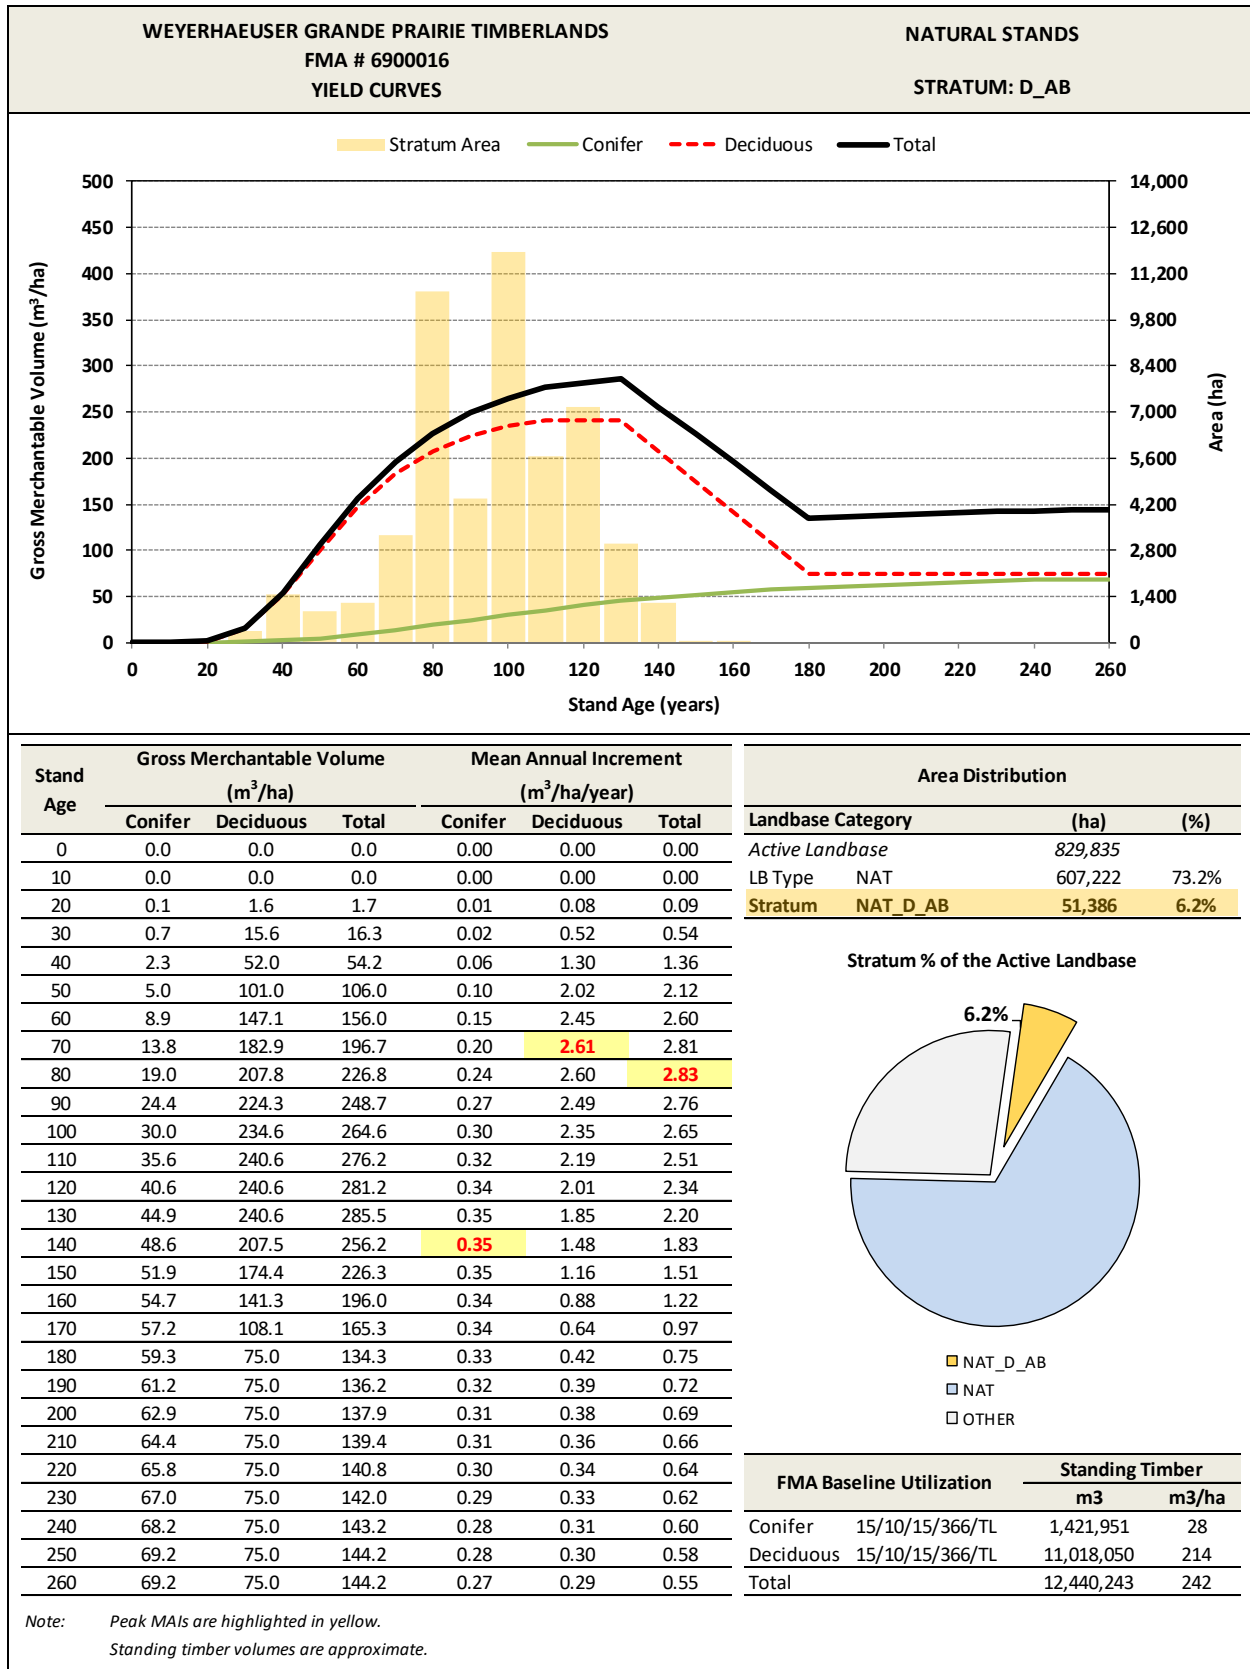 WEYERHAEUSER GRANDE PRAIRIE TIMBERLANDS
FMA # 6900016
YIELD CURVES
NATURAL STANDS
STRATUM: D_AB
Stratum Area Conifer Deciduous Total
Gross Merchantable Volume (m³/ha)
500
450
400
350
300
250
200
150
100
50
0
14,000
12,600
11,200
9,800
8,400
7,000
5,600
4,200
2,800
1,400
0
Area (ha)
0 20 40 60 80 100 120 140 160 180 200 220 240 260
Stand Age (years)
Stand Age
Gross Merchantable Volume (m³/ha)
Mean Annual Increment (m³/ha/year)
Conifer Deciduous Total Conifer Deciduous Total
0 0.0 0.0 0.0 0.00 0.00 0.00
10 0.0 0.0 0.0 0.00 0.00 0.00
20 0.1 1.6 1.7 0.01 0.08 0.09
30 0.7 15.6 16.3 0.02 0.52 0.54
40 2.3 52.0 54.2 0.06 1.30 1.36
50 5.0 101.0 106.0 0.10 2.02 2.12
60 8.9 147.1 156.0 0.15 2.45 2.60
70 13.8 182.9 196.7 0.20 2.61 2.81
80 19.0 207.8 226.8 0.24 2.60 2.83
90 24.4 224.3 248.7 0.27 2.49 2.76
100 30.0 234.6 264.6 0.30 2.35 2.65
110 35.6 240.6 276.2 0.32 2.19 2.51
120 40.6 240.6 281.2 0.34 2.01 2.34
130 44.9 240.6 285.5 0.35 1.85 2.20
140 48.6 207.5 256.2 0.35 1.48 1.83
150 51.9 174.4 226.3 0.35 1.16 1.51
160 54.7 141.3 196.0 0.34 0.88 1.22
170 57.2 108.1 165.3 0.34 0.64 0.97
180 59.3 75.0 134.3 0.33 0.42 0.75
190 61.2 75.0 136.2 0.32 0.39 0.72
200 62.9 75.0 137.9 0.31 0.38 0.69
210 64.4 75.0 139.4 0.31 0.36 0.66
220 65.8 75.0 140.8 0.30 0.34 0.64
230 67.0 75.0 142.0 0.29 0.33 0.62
240 68.2 75.0 143.2 0.28 0.31 0.60
250 69.2 75.0 144.2 0.28 0.30 0.58
260 69.2 75.0 144.2 0.27 0.29 0.55
Area Distribution
Landbase Category (ha) (%)
Active Landbase 829,835
LB Type NAT 607,222 73.2%
Stratum NAT_D_AB 51,386 6.2%
Stratum % of the Active Landbase
6.2%
NAT_D_AB
NAT
OTHER
FMA Baseline Utilization Standing Timber
m3 m3/ha
Conifer 15/10/15/366/TL 1,421,951 28
Deciduous 15/10/15/366/TL 11,018,050 214
Total 12,440,243 242
Note: Peak MAIs are highlighted in yellow.
Standing timber volumes are approximate.